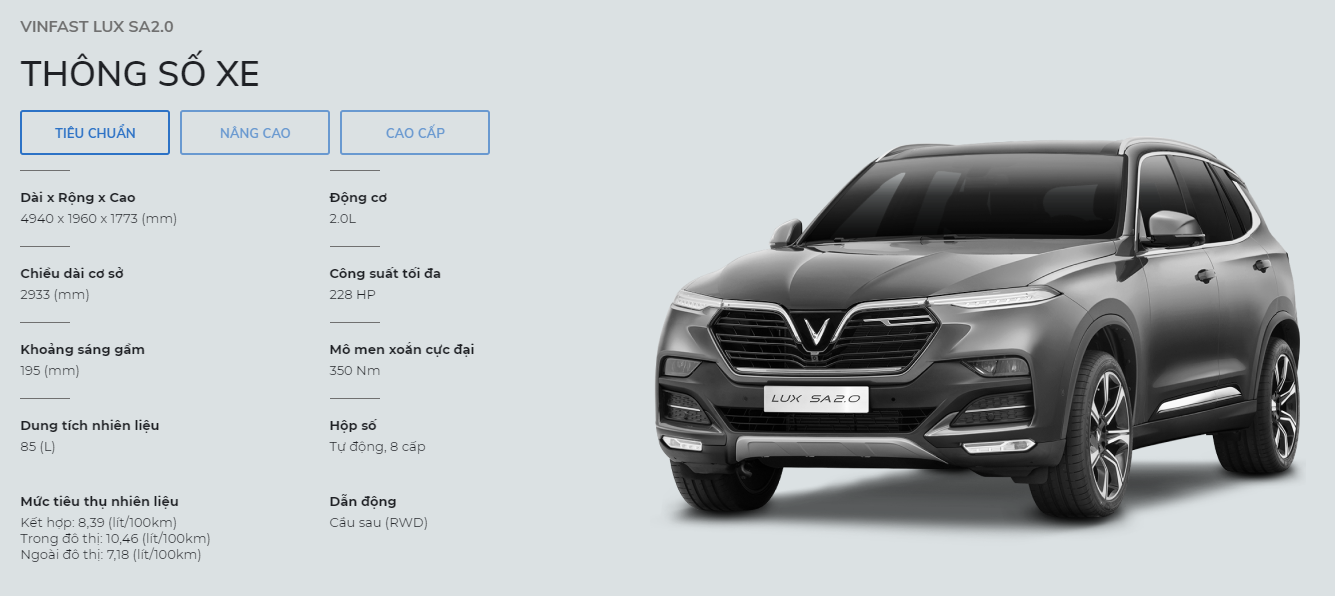 VINFAST LUX SA2.0
THÔNG SỐ XE
TIÊU CHUẨN
NÂNG CAO
CAO CẤP
Dài x Rộng x Cao
4940 x 1960 x 1773 (mm)
Động cơ
2.0L
Chiều dài cơ sở
2933 (mm)
Công suất tối đa
228 HP
Khoảng sáng gầm
195 (mm)
Mô men xoắn cực đại
350 Nm
Dung tích nhiên liệu
85 (L)
Hộp số
Tự động, 8 cấp
Mức tiêu thụ nhiên liệu
Kết hợp: 8,39 (lít/100km)
Trong đô thị: 10,46 (lít/100km)
Ngoài đô thị: 7,18 (lít/100km)
Dẫn động
Cầu sau (RWD)
LUX SA2.0